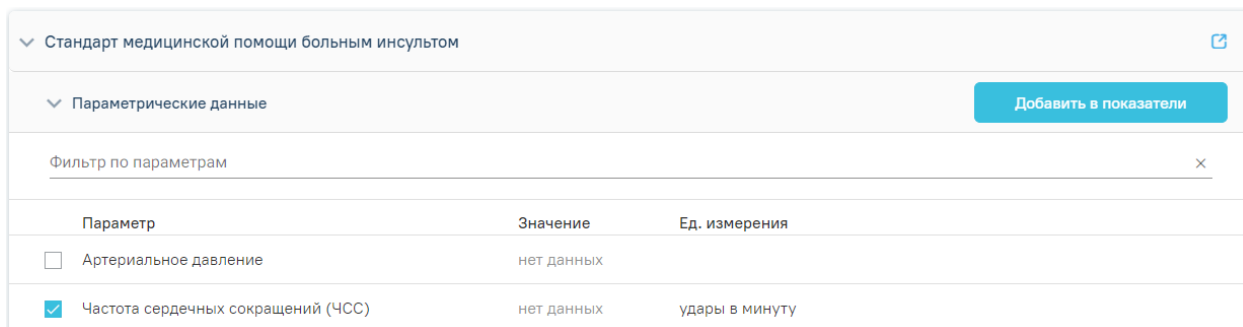 Стандарт медицинской помощи больным инсультом
Параметрические данные Добавить в показатели
Фильтр по параметрам
Параметр Значение Ед. измерения
Артериальное давление нет данных
Частота сердечных сокращений (ЧСС) нет данных удары в минуту